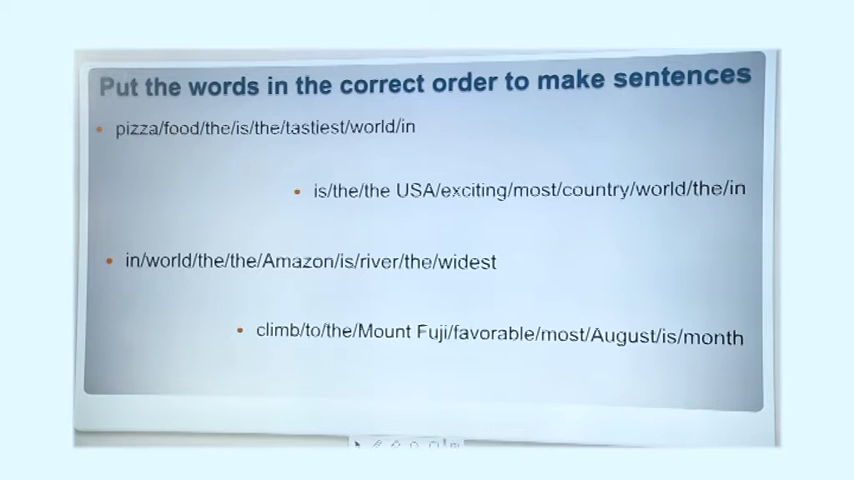 Put the words in the correct order to make sentences
pizza/food/the/is/the/tastiest/world/in
is/the/the USA/exciting/most/country/world/the/in
in/world/the/the/Amazon/is/river/the/widest
climb/to/the/Mount Fuji/favorable/most/August/is/month